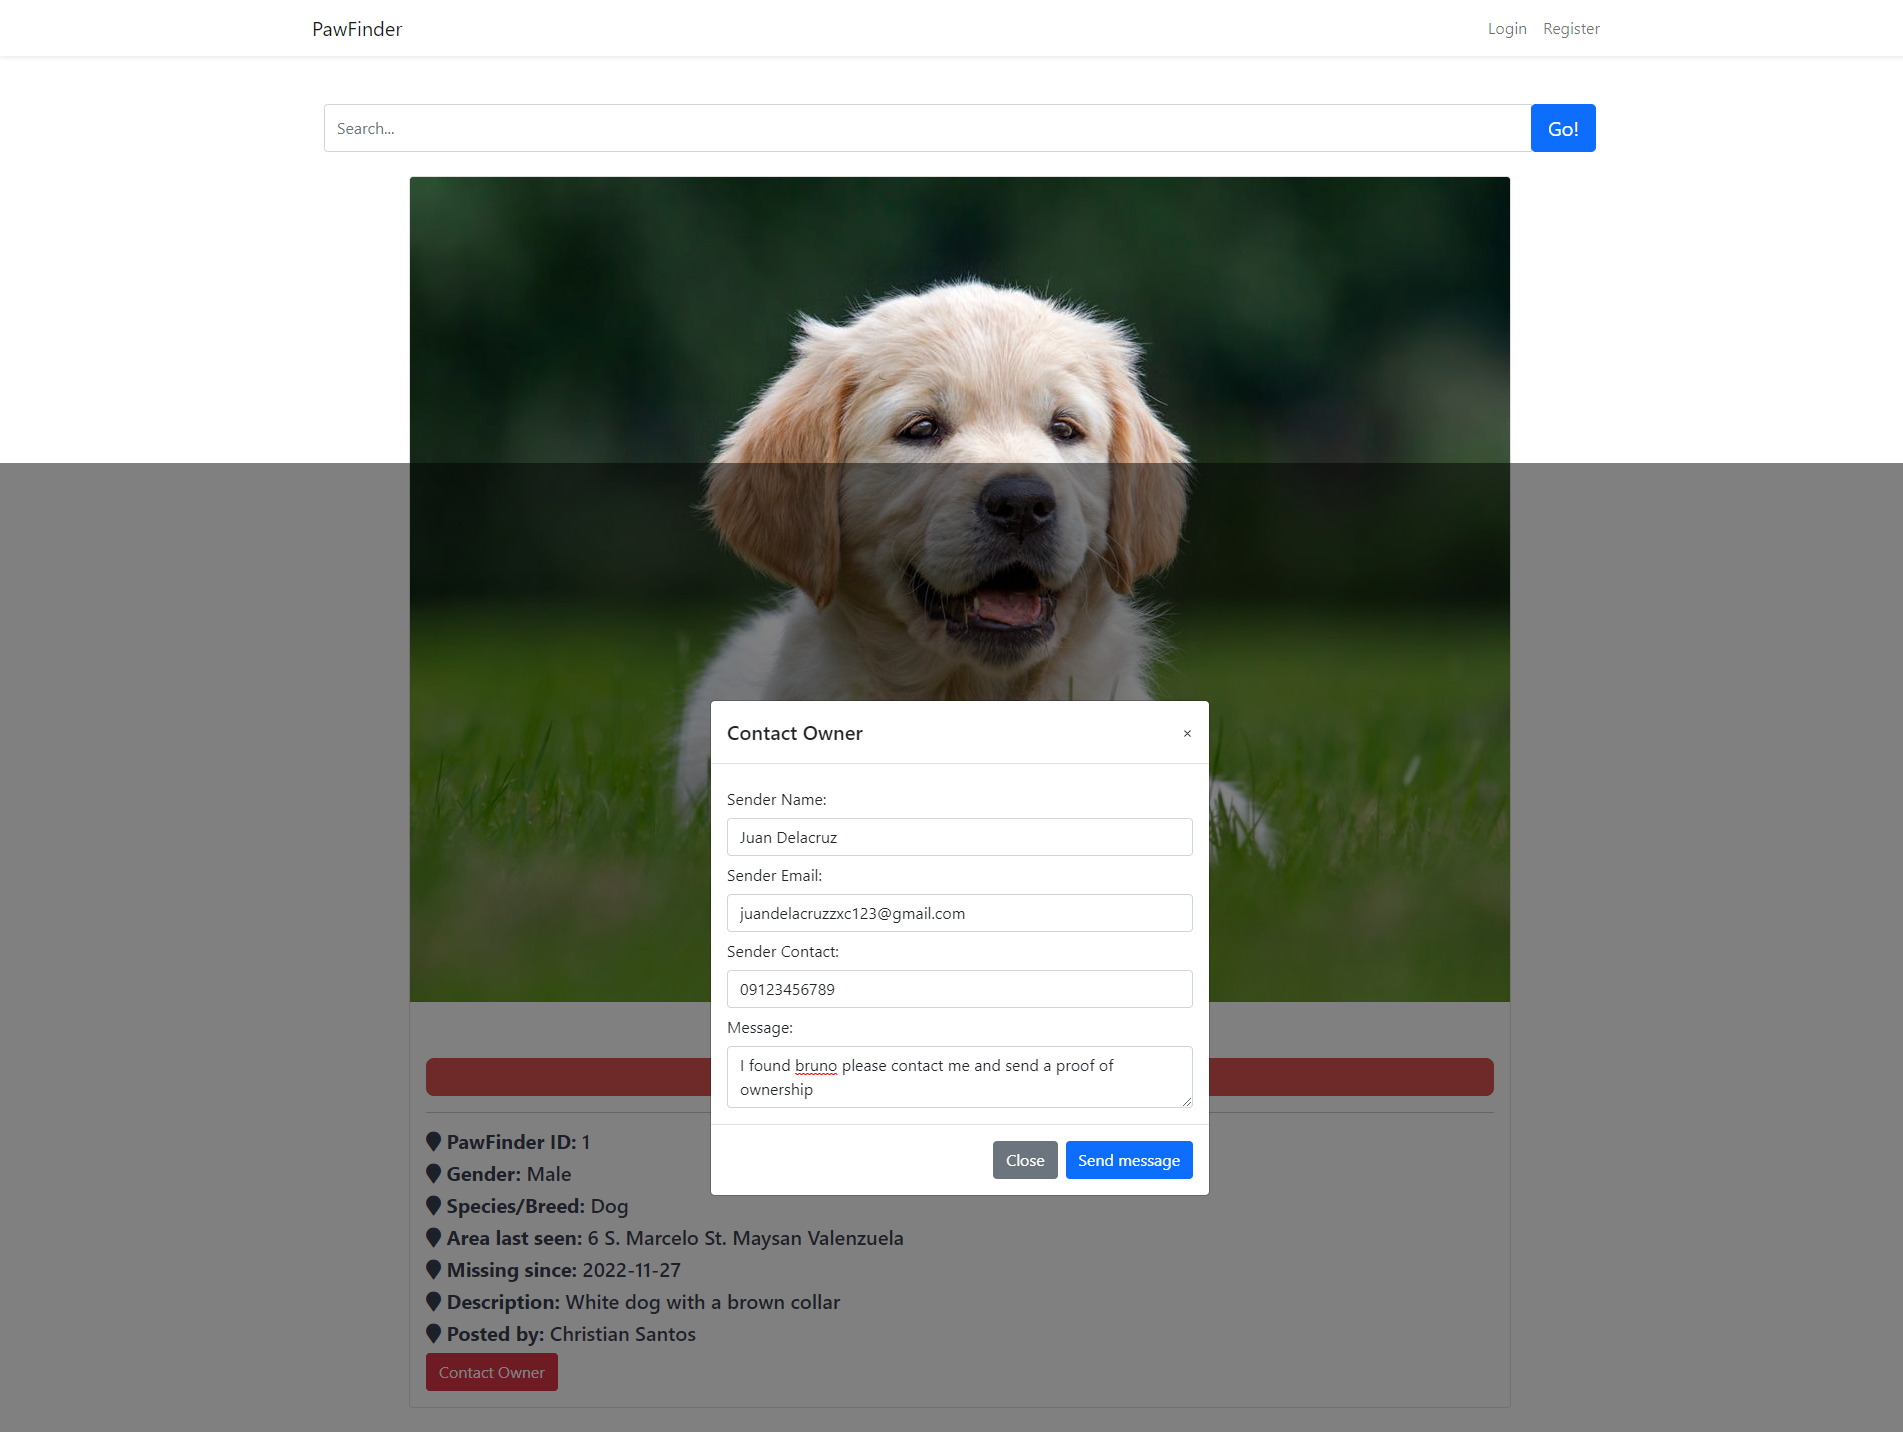 PawFinder
Login
Register
Search...
Go!
Contact Owner
×
Sender Name:
Juan Delacruz
Sender Email:
juandelacruzzxc123@gmail.com
Sender Contact:
09123456789
Message:
I found bruno please contact me and send a proof of
ownership
Close
Send message
PawFinder ID: 1
Gender: Male
Species/Breed: Dog
Area last seen: 6 S. Marcelo St. Maysan Valenzuela
Missing since: 2022-11-27
Description: White dog with a brown collar
Posted by: Christian Santos
Contact Owner